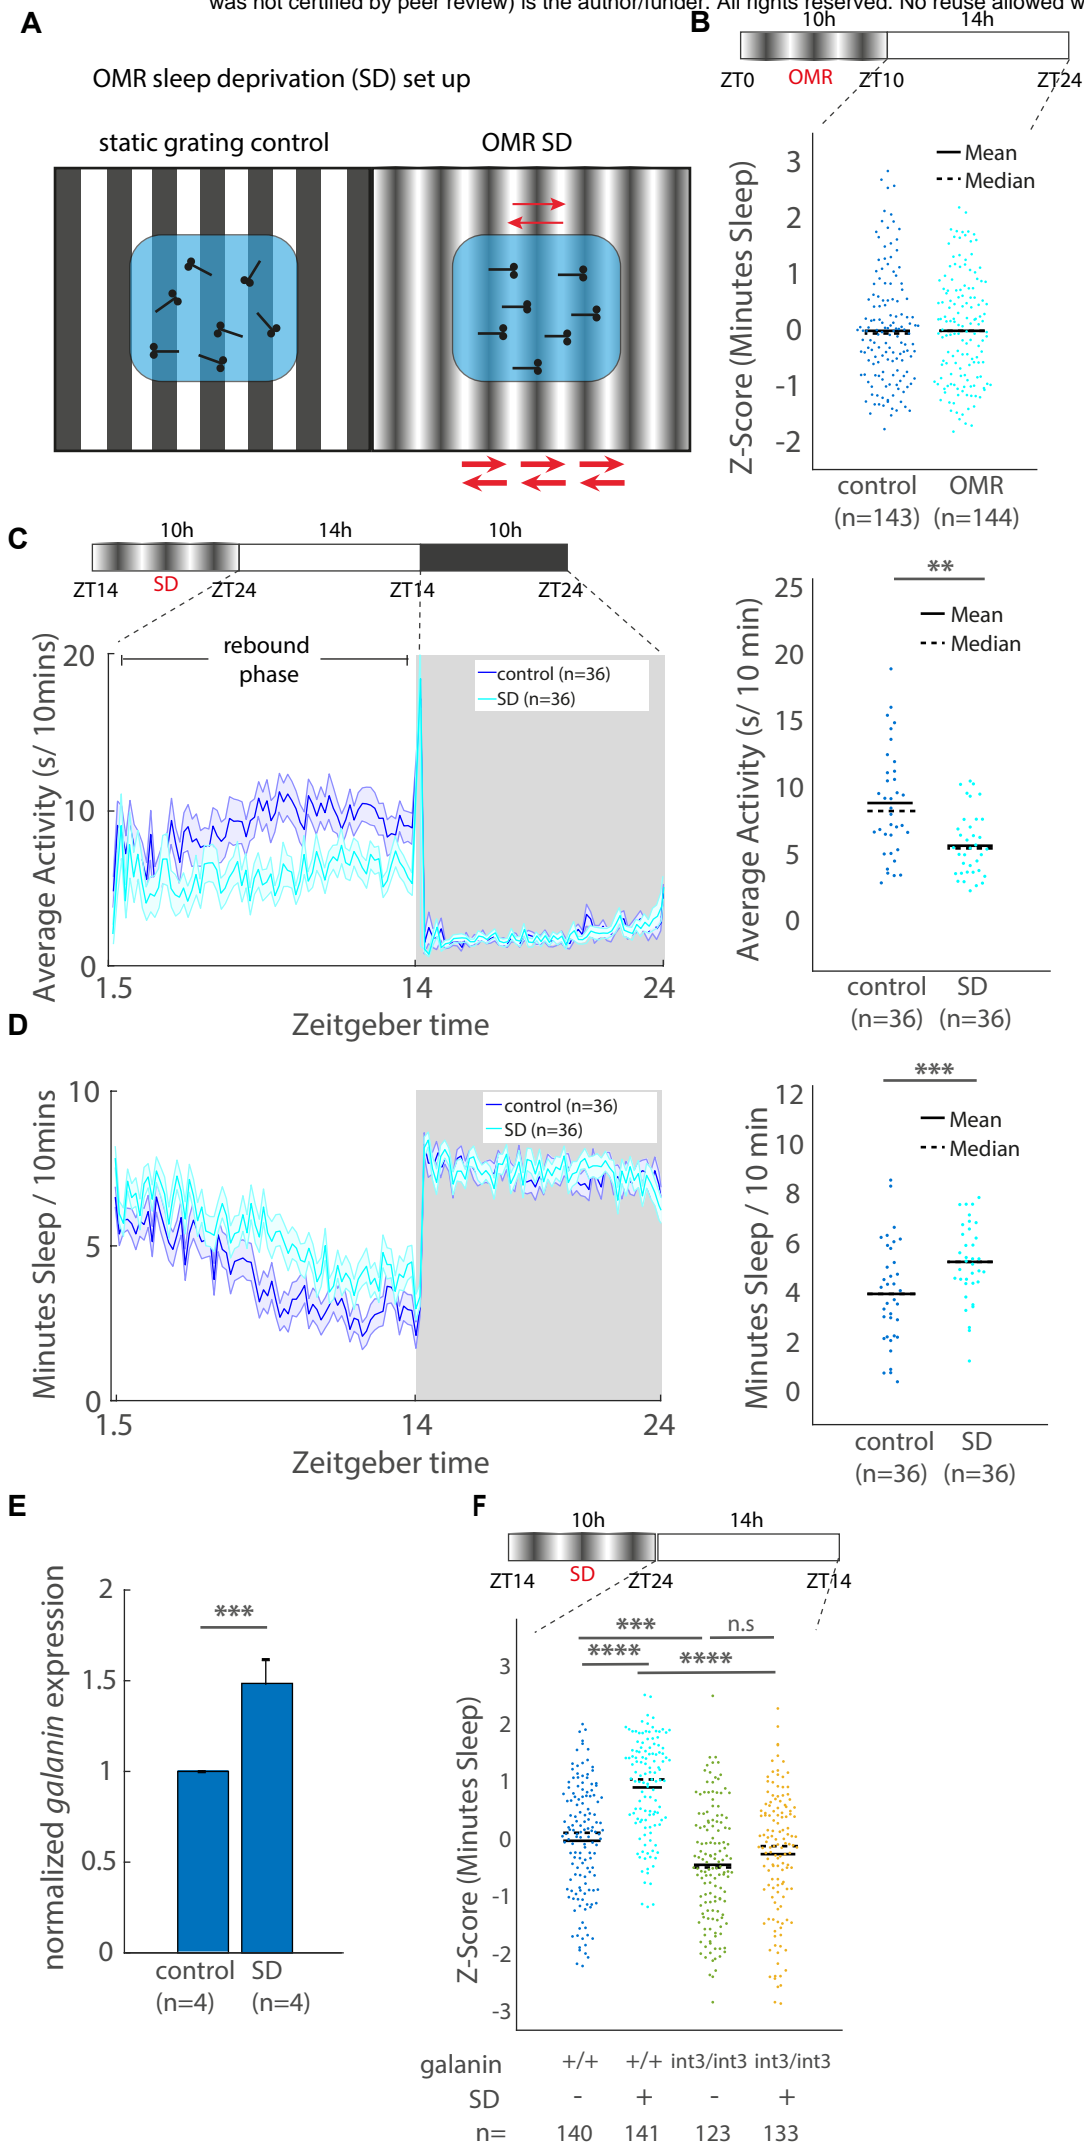 was not certified by peer review) is the author/funder. All rights reserved. No reuse allowed w
A
OMR sleep deprivation (SD) set up
static grating control
OMR SD
B
10h
14h
ZT0
OMR
ZT10
ZT24
Z-Score (Minutes Sleep)
3
2
1
0
-1
-2
Mean
Median
control
OMR
(n=143)
(n=144)
C
10h
14h
10h
ZT14
SD
ZT24
ZT14
ZT24
Average Activity (s/ 10mins)
20
10
0
rebound
phase
control (n=36)
SD (n=36)
1.5
14
24
Zeitgeber time
Average Activity (s/ 10 min)
25
20
15
10
5
0
**
Mean
Median
control
SD
(n=36)
(n=36)
D
Minutes Sleep / 10mins
10
5
0
control (n=36)
SD (n=36)
1.5
14
24
Zeitgeber time
Minutes Sleep / 10 min
12
10
8
6
4
2
0
***
Mean
Median
control
SD
(n=36)
(n=36)
E
normalized galanin expression
2
1.5
1
0.5
0
***
control
SD
(n=4)
(n=4)
F
10h
14h
ZT14
SD
ZT24
ZT14
Z-Score (Minutes Sleep)
3
2
1
0
-1
-2
-3
***
n.s
****
****
galanin +/+ +/+ int3/int3 int3/int3
SD - + - +
n= 140 141 123 133